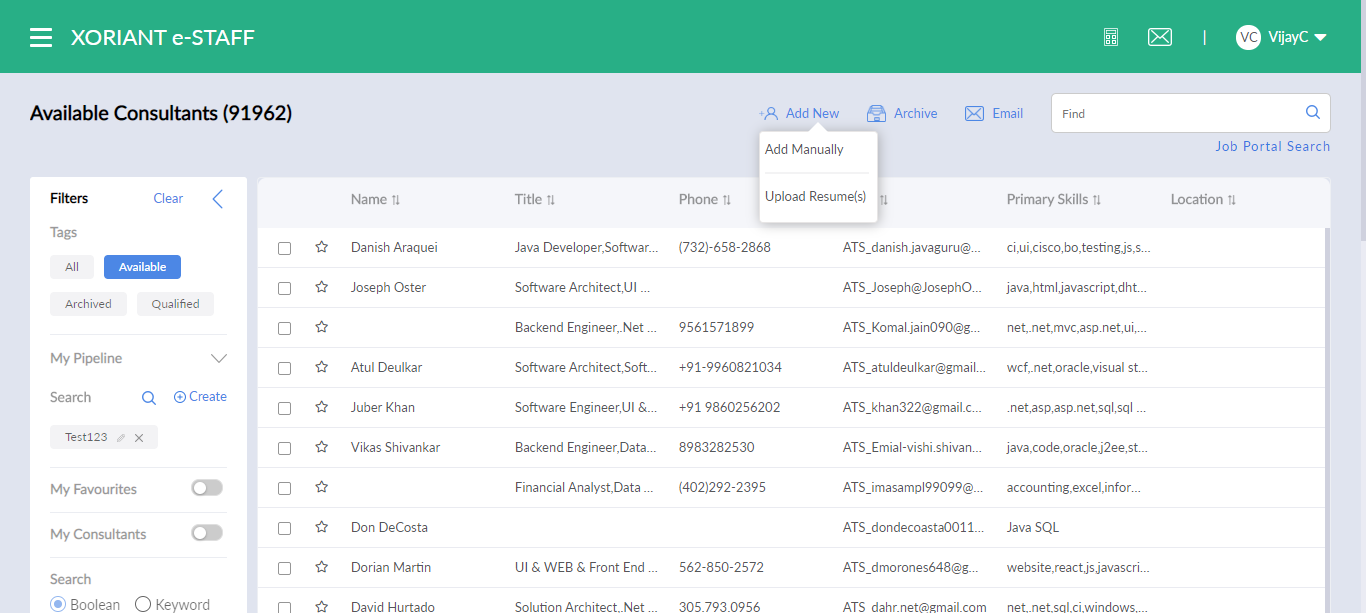 XORIANT e-STAFF
VC VijayC
Available Consultants (91962)
Add New Archive Email Find
Job Portal Search
Add Manually
Upload Resume(s)
Filters Clear
Tags
All Available
Archived Qualified
My Pipeline
Search Create
Test123
My Favourites
My Consultants
Search
Boolean Keyword
Name Title Phone Primary Skills Location
Danish Araquei Java Developer,Softwar... (732)-658-2868 ATS_danish.javaguru@... ci,ui,cisco,bo,testing,js,s...
Joseph Oster Software Architect,UI ... ATS_Joseph@JosephO... java,html,javascript,dht...
Backend Engineer,.Net ... 9561571899 ATS_Komal.jain090@g... net,.net,mvc,asp.net,ui,...
Atul Deulkar Software Architect,Soft... +91-9960821034 ATS_atuldeulkar@gmail... wcf,.net,oracle,visual st...
Juber Khan Software Engineer,UI &... +91 9860256202 ATS_khan322@gmail.c... .net,asp,asp.net,sql,sql ...
Vikas Shivankar Backend Engineer,Data... 8983282530 ATS_Emial-vishi.shivan... java,code,oracle,j2ee,st...
Financial Analyst,Data ... (402)292-2395 ATS_imasampl99099@... accounting,excel,infor...
Don DeCosta ATS_dondecoasta0011... Java SQL
Dorian Martin UI & WEB & Front End ... 562-850-2572 ATS_dmorones648@g... website,react,js,javascri...
David Hurtado Solution Architect,.Net ... 305.793.0956 ATS_dahr.net@gmail.com net,.net,sql,ci,windows,...